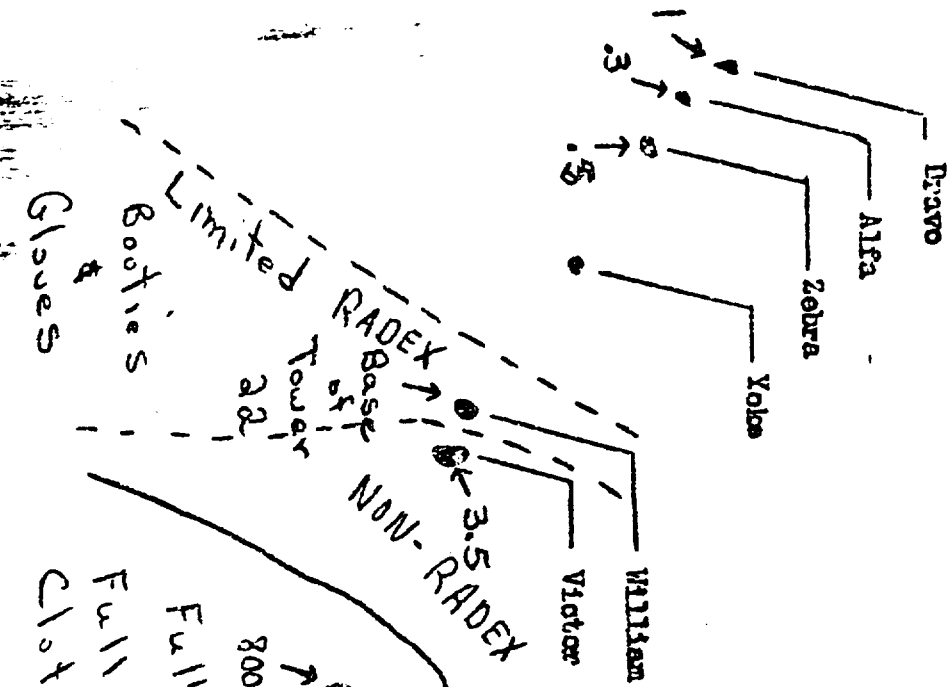 Bravo
Alfa
Zebra
Yoke
William
Victor
1
.3
.5
3.5
Limited RADEX
Booties
&
Gloves
Base
of
Tower
22
NON-RADEX
800
Full
Full
Clot